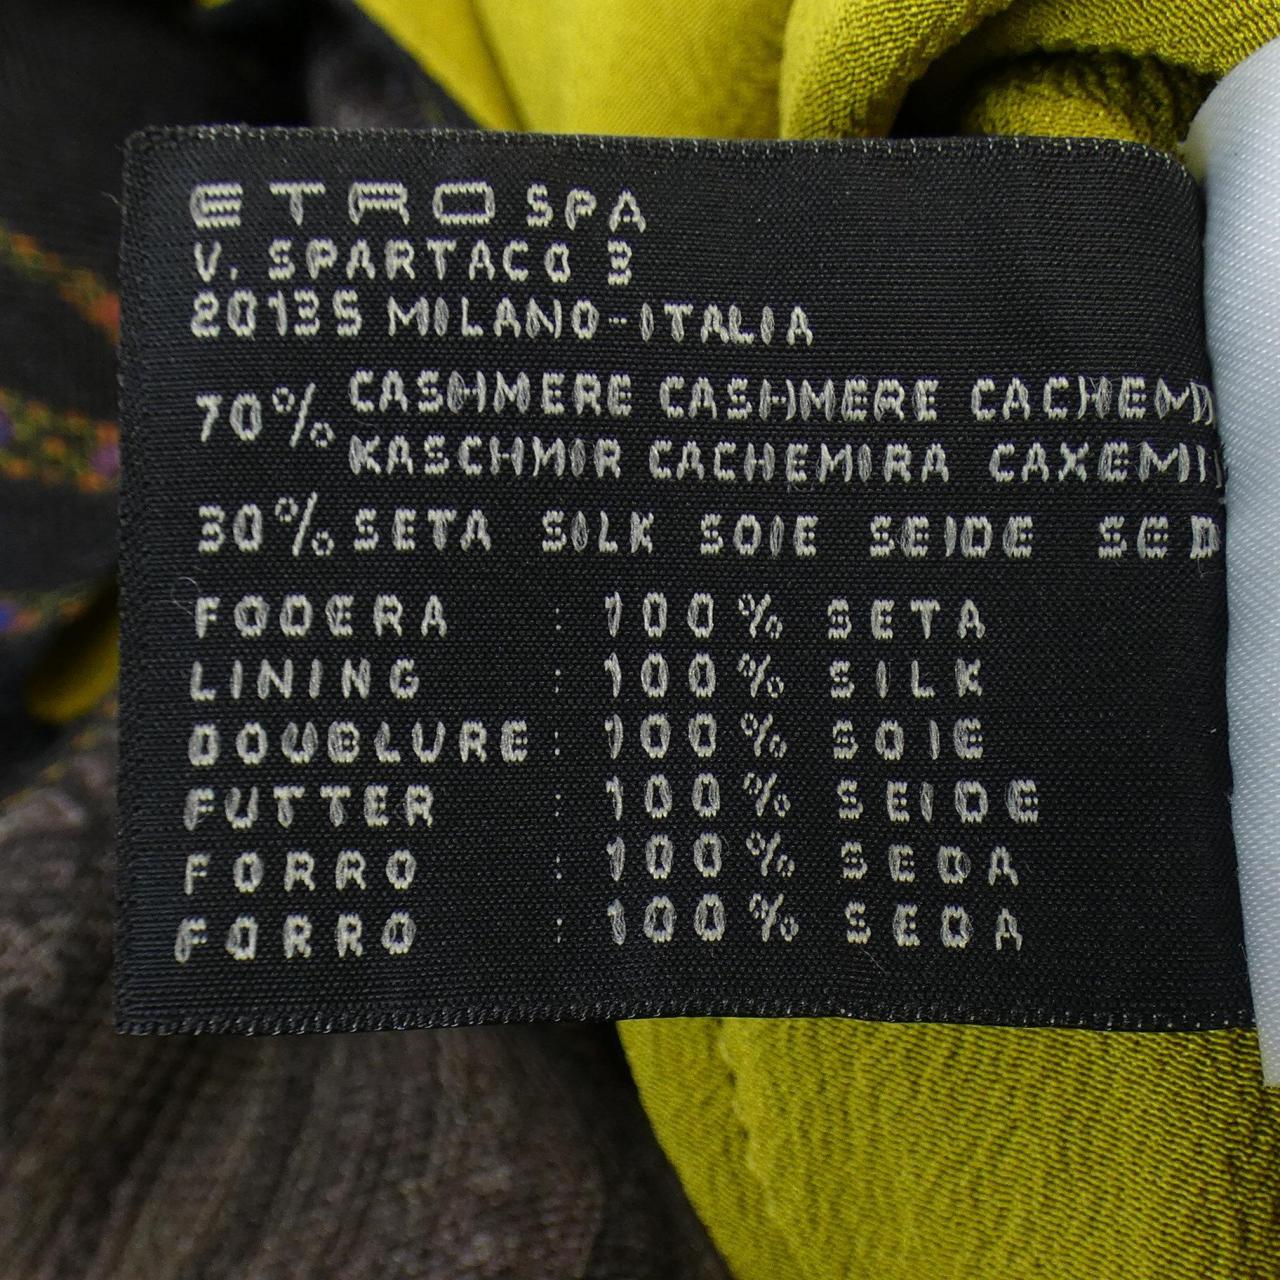 ETRO SPA
V. SPARTACO 3
20135 MILANO-ITALIA
70% CASHMERE CASHMERE
KASCHMIR CACHEMIRA
30% SETA SILK SOIE SEIDE
FODERA : 100% SETA
LINING : 100% SILK
DOUBLURE : 100% SOIE
FUTTER : 100% SEIDE
FORRO : 100% SEDA
FORRO : 100% SEDA